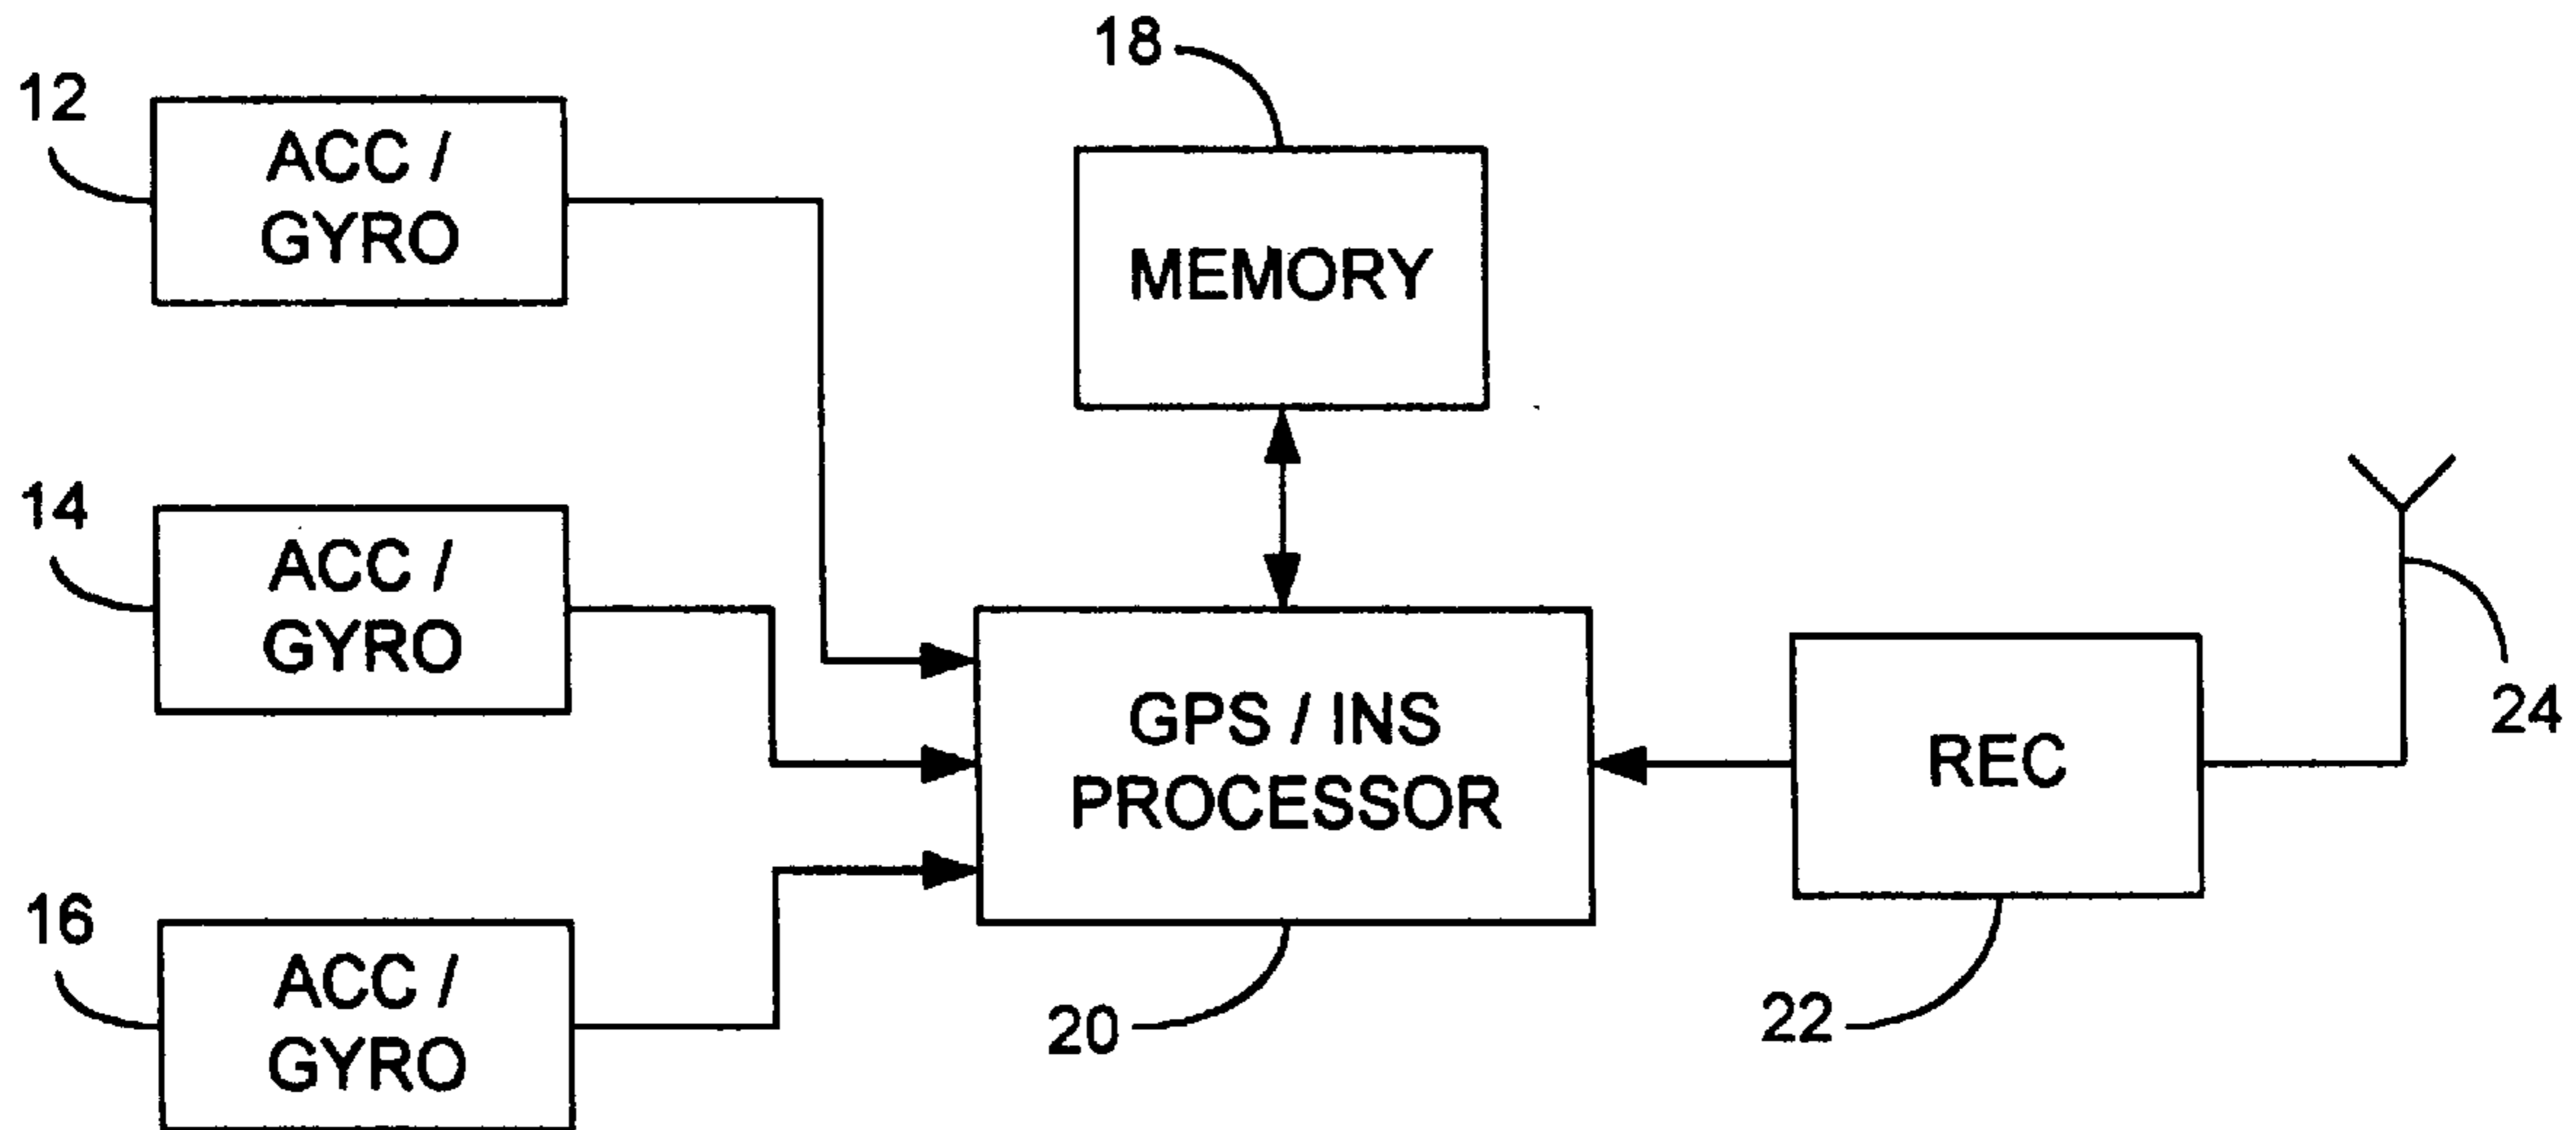 18
12
ACC /
GYRO
MEMORY
14
ACC /
GYRO
24
GPS / INS
PROCESSOR
REC
16
ACC /
GYRO
20
22